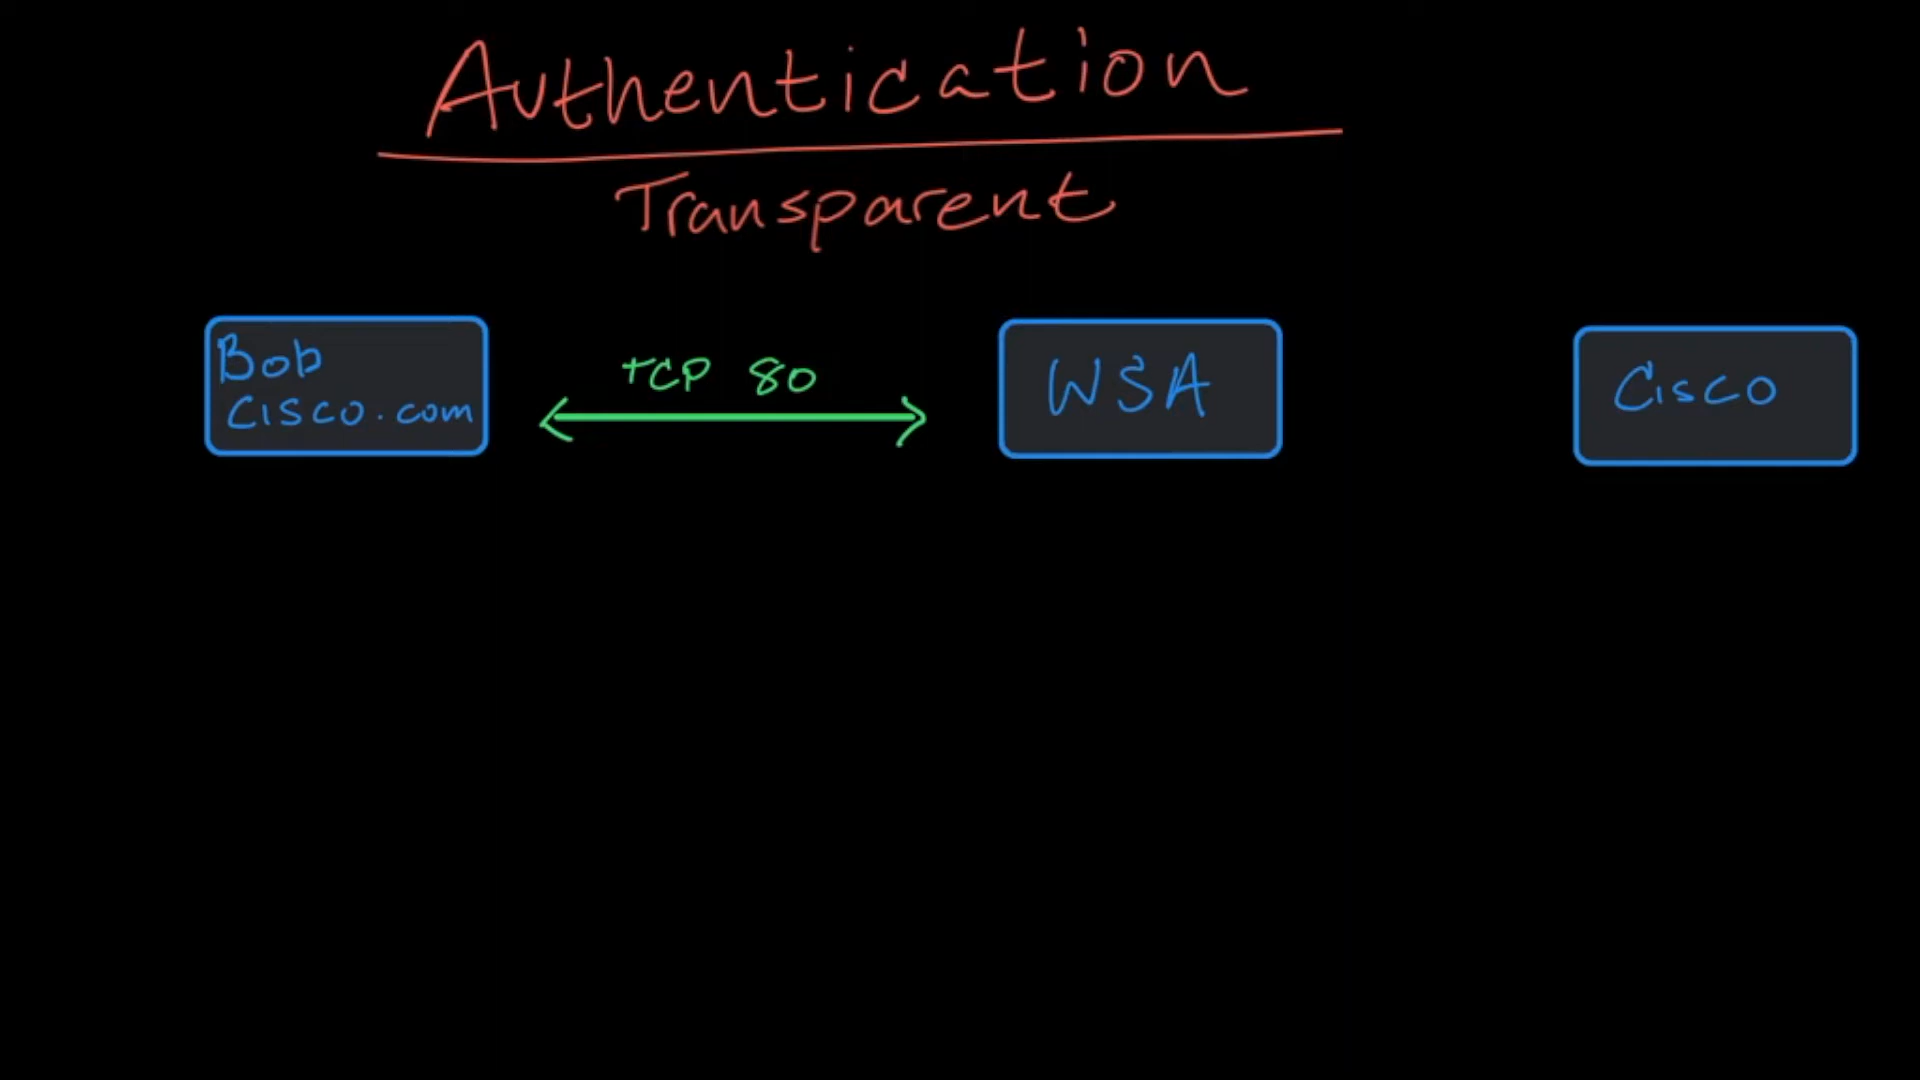 Authentication
Transparent
Bob
Cisco.com
TCP 80
WSA
Cisco